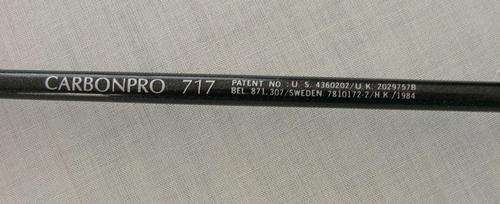 CARBONPRO 717
PATENT NO : U S. 4360202/U K. 2029757B
BEL 871.307/SWEDEN 7810172-7/H K /1984